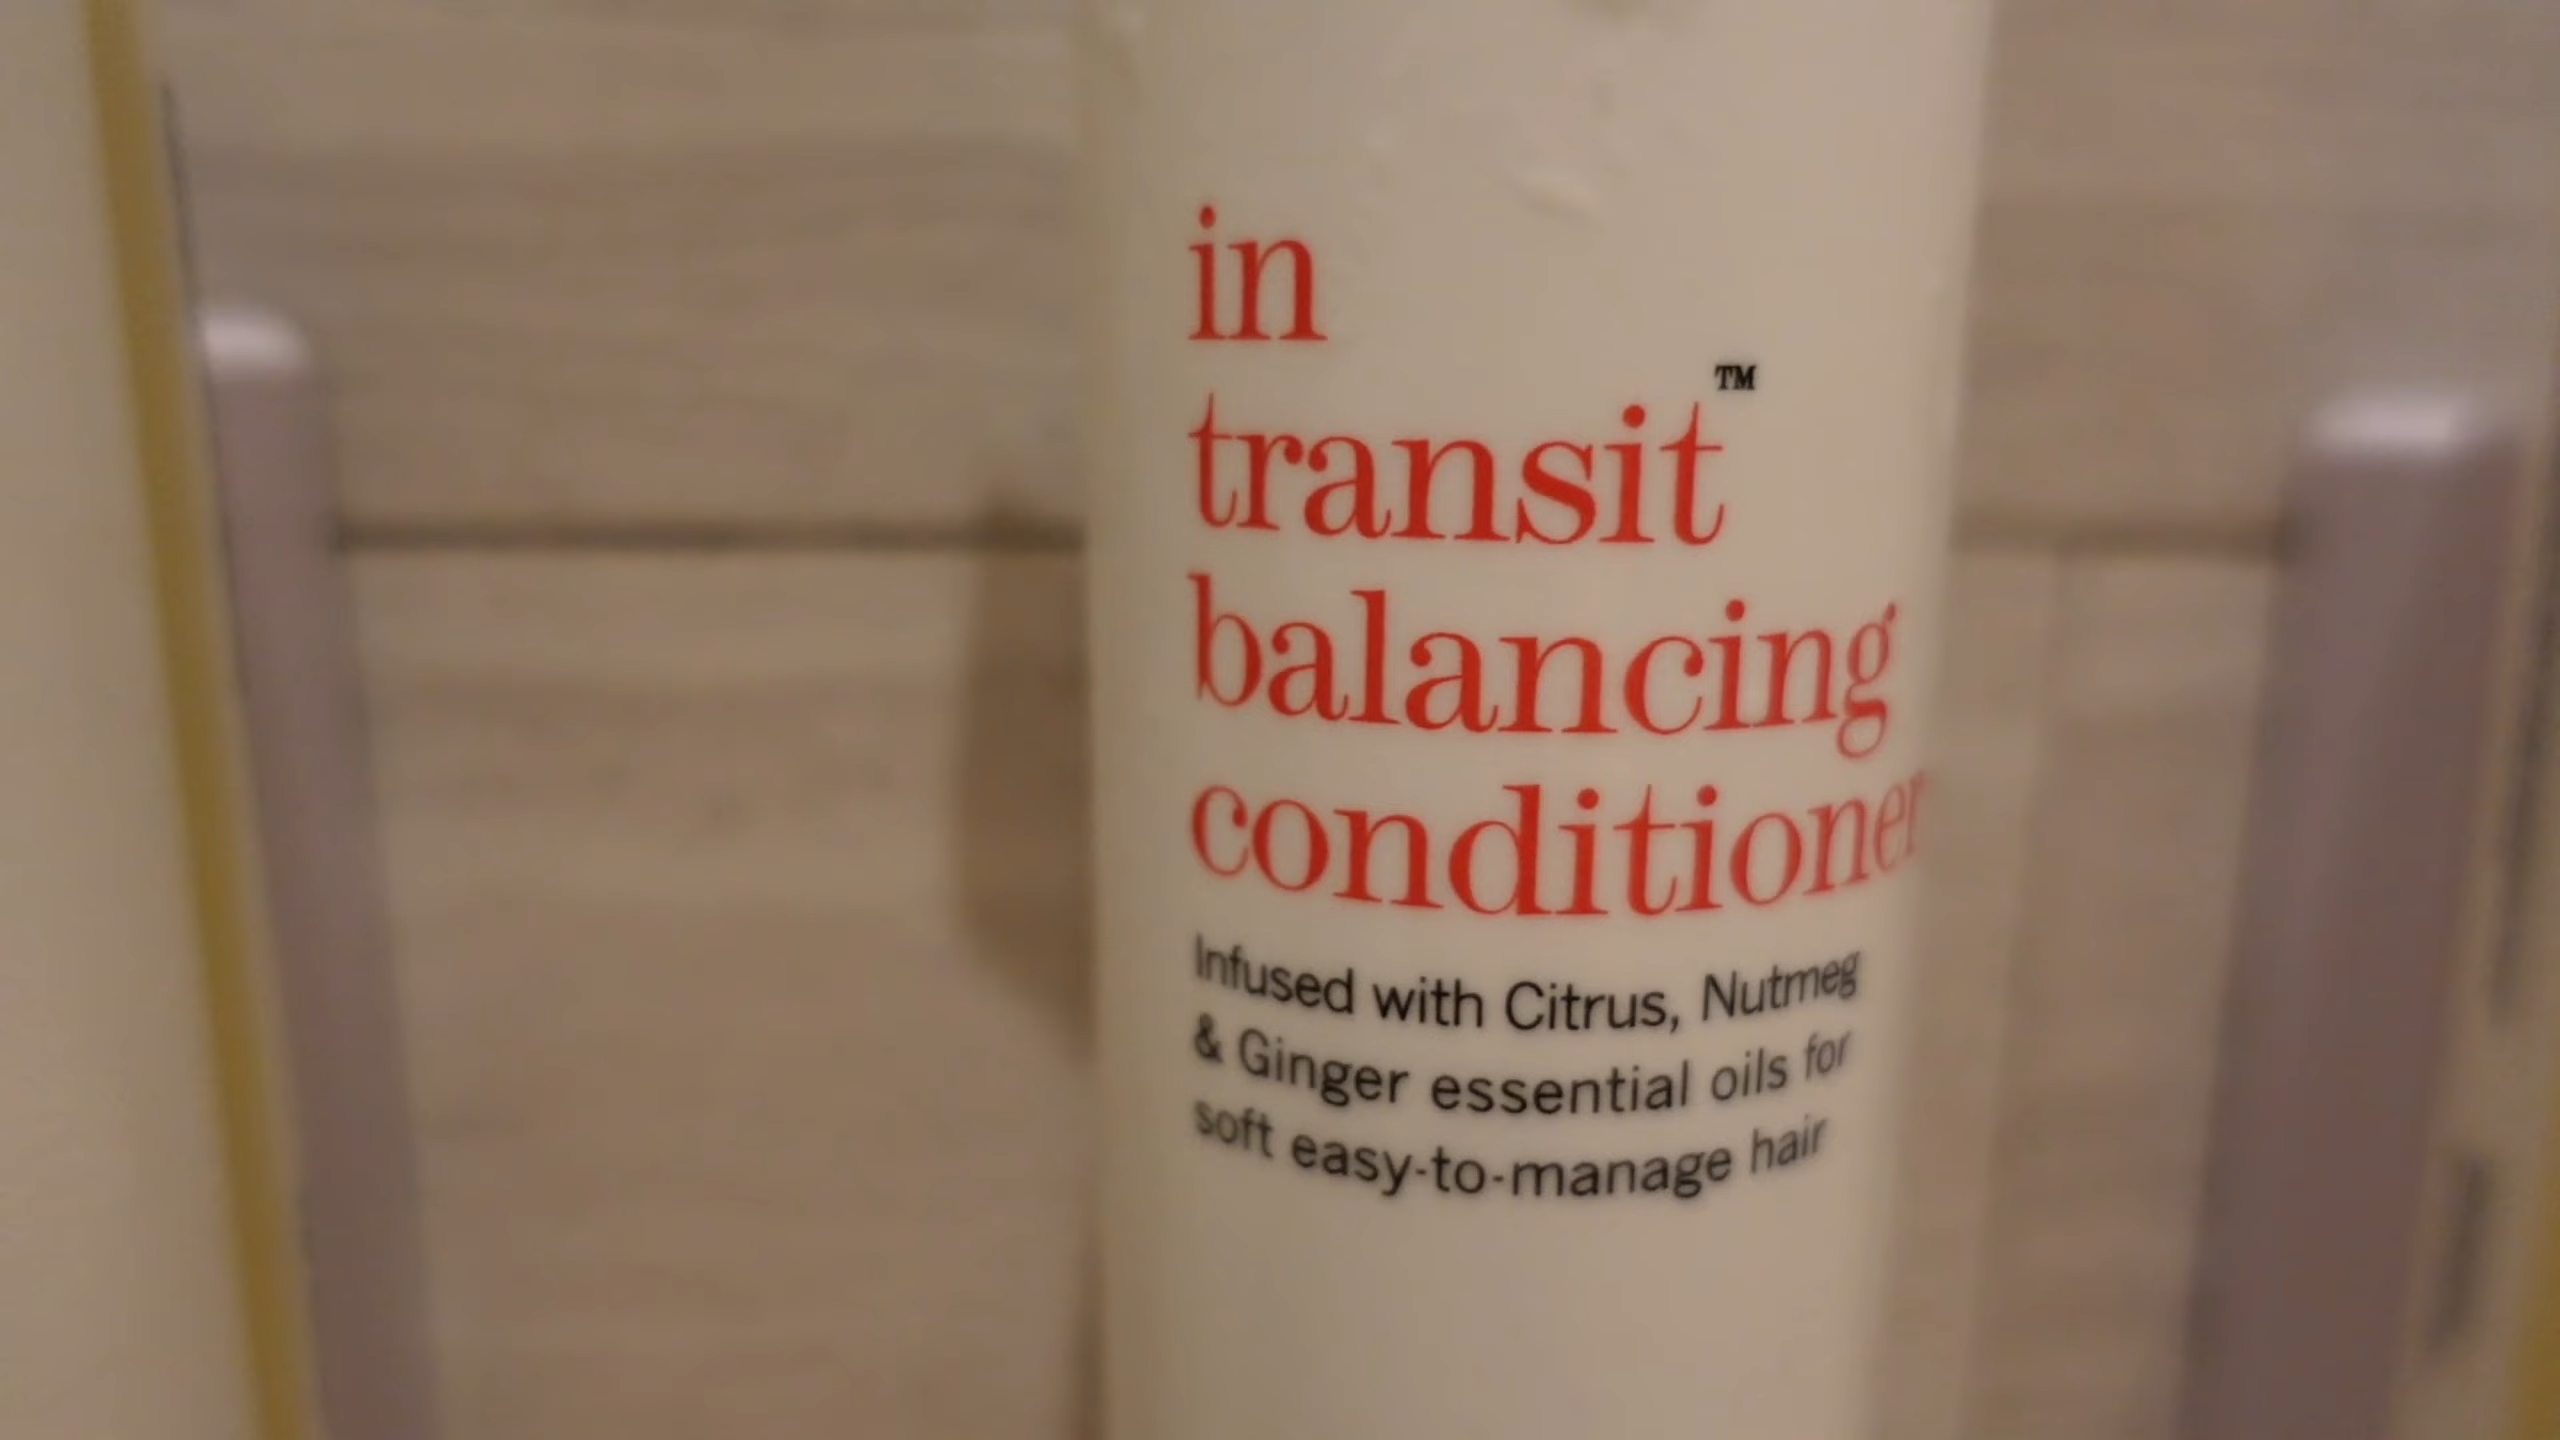 in
transit™
balancing
conditioner
Infused with Citrus, Nutmeg
& Ginger essential oils for
soft easy-to-manage hair